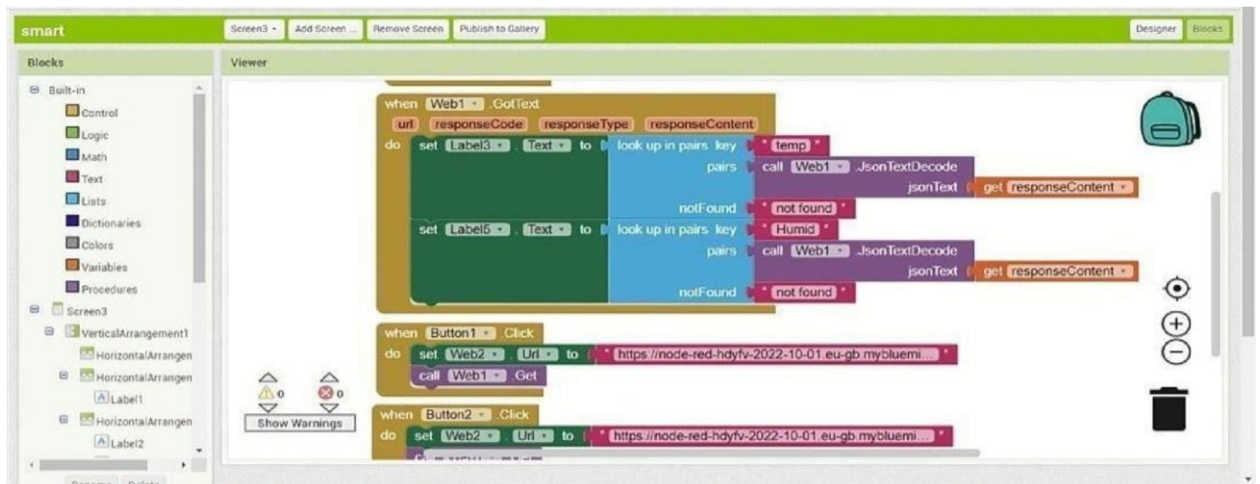 smart Screen3 Add Screen ... Remove Screen Publish to Gallery Designer Blocks
Blocks
Viewer
Built-in
Control
Logic
Math
Text
Lists
Dictionaries
Colors
Variables
Procedures
Screen3
VerticalArrangement1
HorizontalArrangen
HorizontalArrangen
Label1
HorizontalArrangen
Label2
when Web1 .GotText
url responseCode responseType responseContent
do set Label3 . Text to look up in pairs key " temp "
pairs call Web1 .JsonTextDecode
jsonText get responseContent
notFound " not found "
set Label5 . Text to look up in pairs key " Humid "
pairs call Web1 .JsonTextDecode
jsonText get responseContent
notFound " not found "
when Button1 .Click
do set Web2 . Url to " https://node-red-hdyfv-2022-10-01.eu-gb.mybluemi... "
call Web1 .Get
0 0
Show Warnings
when Button2 .Click
do set Web2 . Url to " https://node-red-hdyfv-2022-10-01.eu-gb.mybluemi... "
Rename Delete